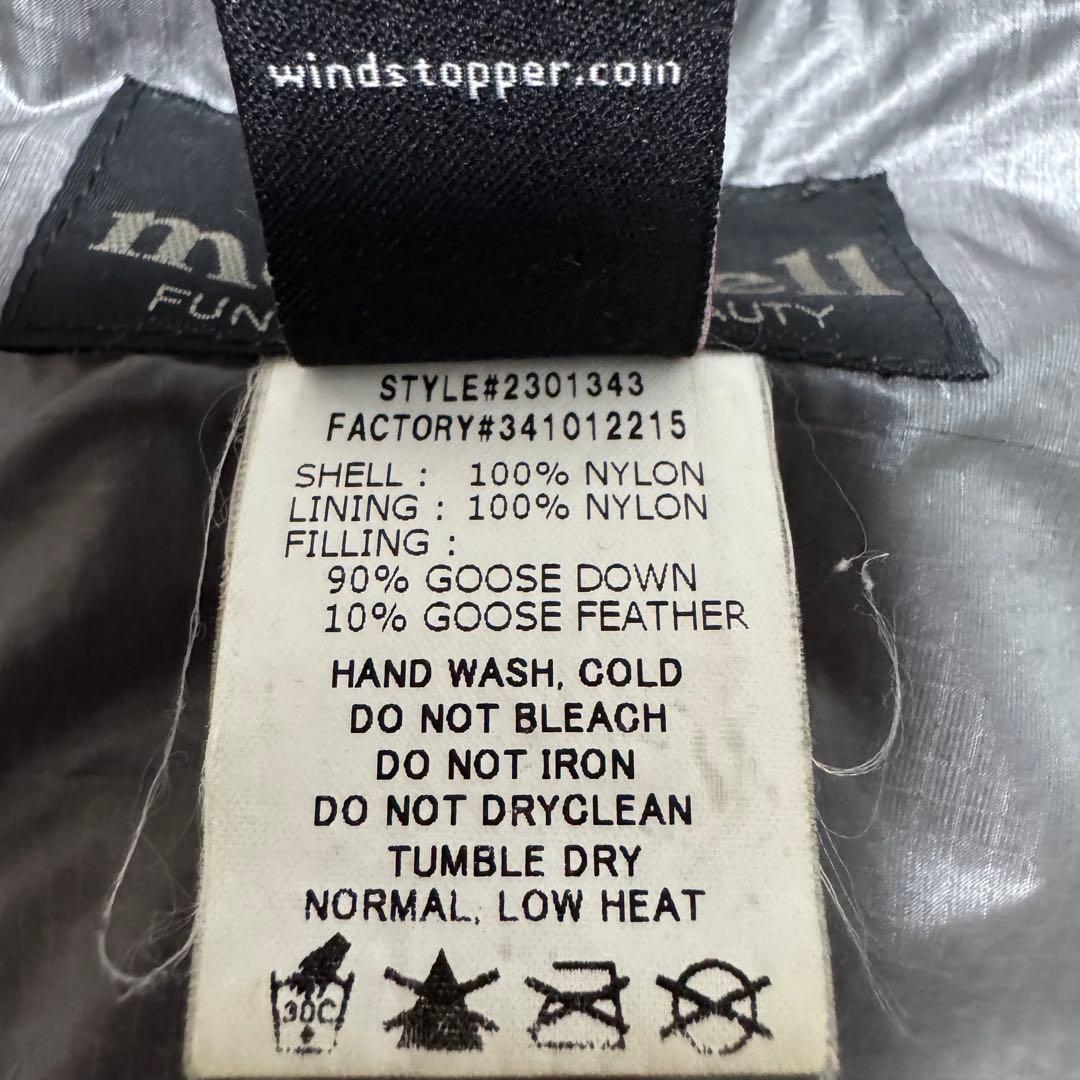 windstopper.com
STYLE#2301343
FACTORY#341012215
SHELL : 100% NYLON
LINING : 100% NYLON
FILLING :
90% GOOSE DOWN
10% GOOSE FEATHER
HAND WASH, COLD
DO NOT BLEACH
DO NOT IRON
DO NOT DRYCLEAN
TUMBLE DRY
NORMAL, LOW HEAT
30C